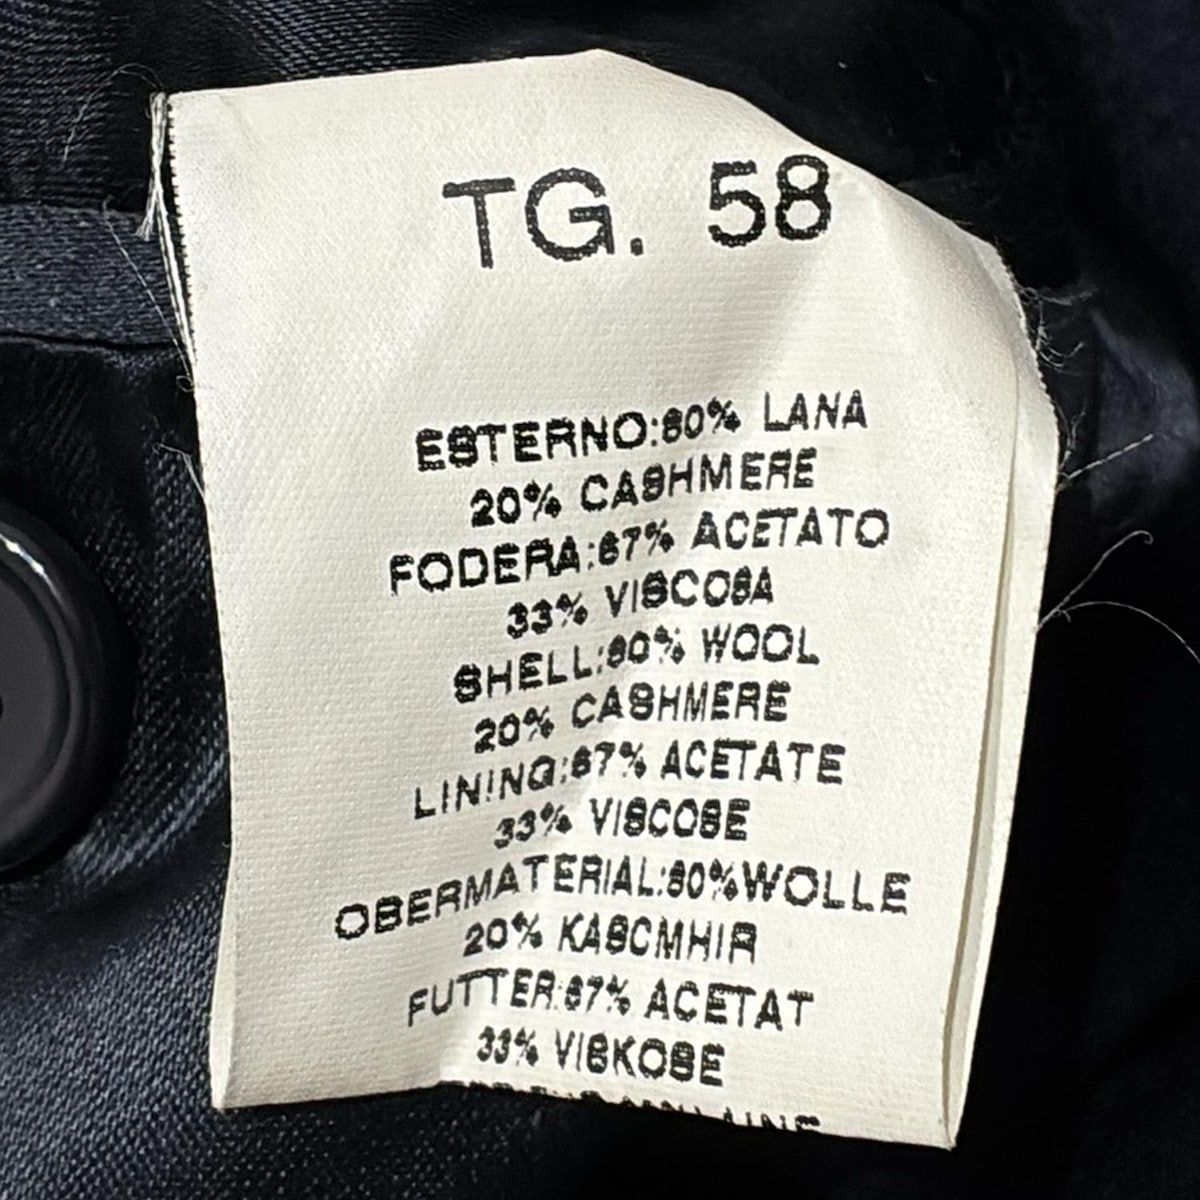 TG. 58
ESTERNO:80% LANA
20% CASHMERE
FODERA:67% ACETATO
33% VISCOSA
SHELL:80% WOOL
20% CASHMERE
LINING:67% ACETATE
33% VISCOSE
OBERMATERIAL:80%WOLLE
20% KASCMHIR
FUTTER:67% ACETAT
33% VISKOSE